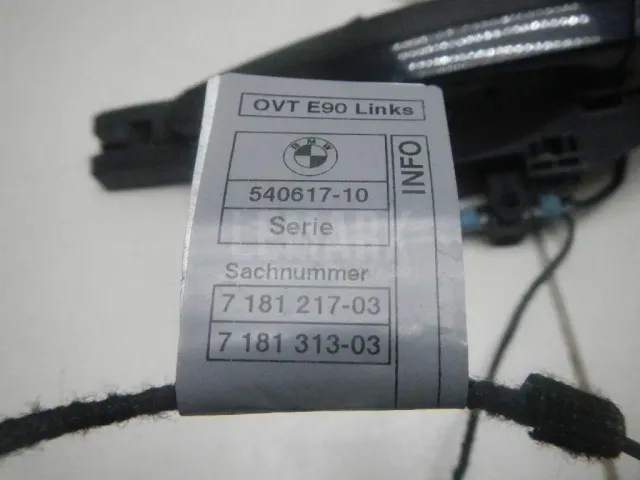 OVT E90 Links
BMW
540617-10
Serie
Sachnummer
7 181 217-03
7 181 313-03
INFO